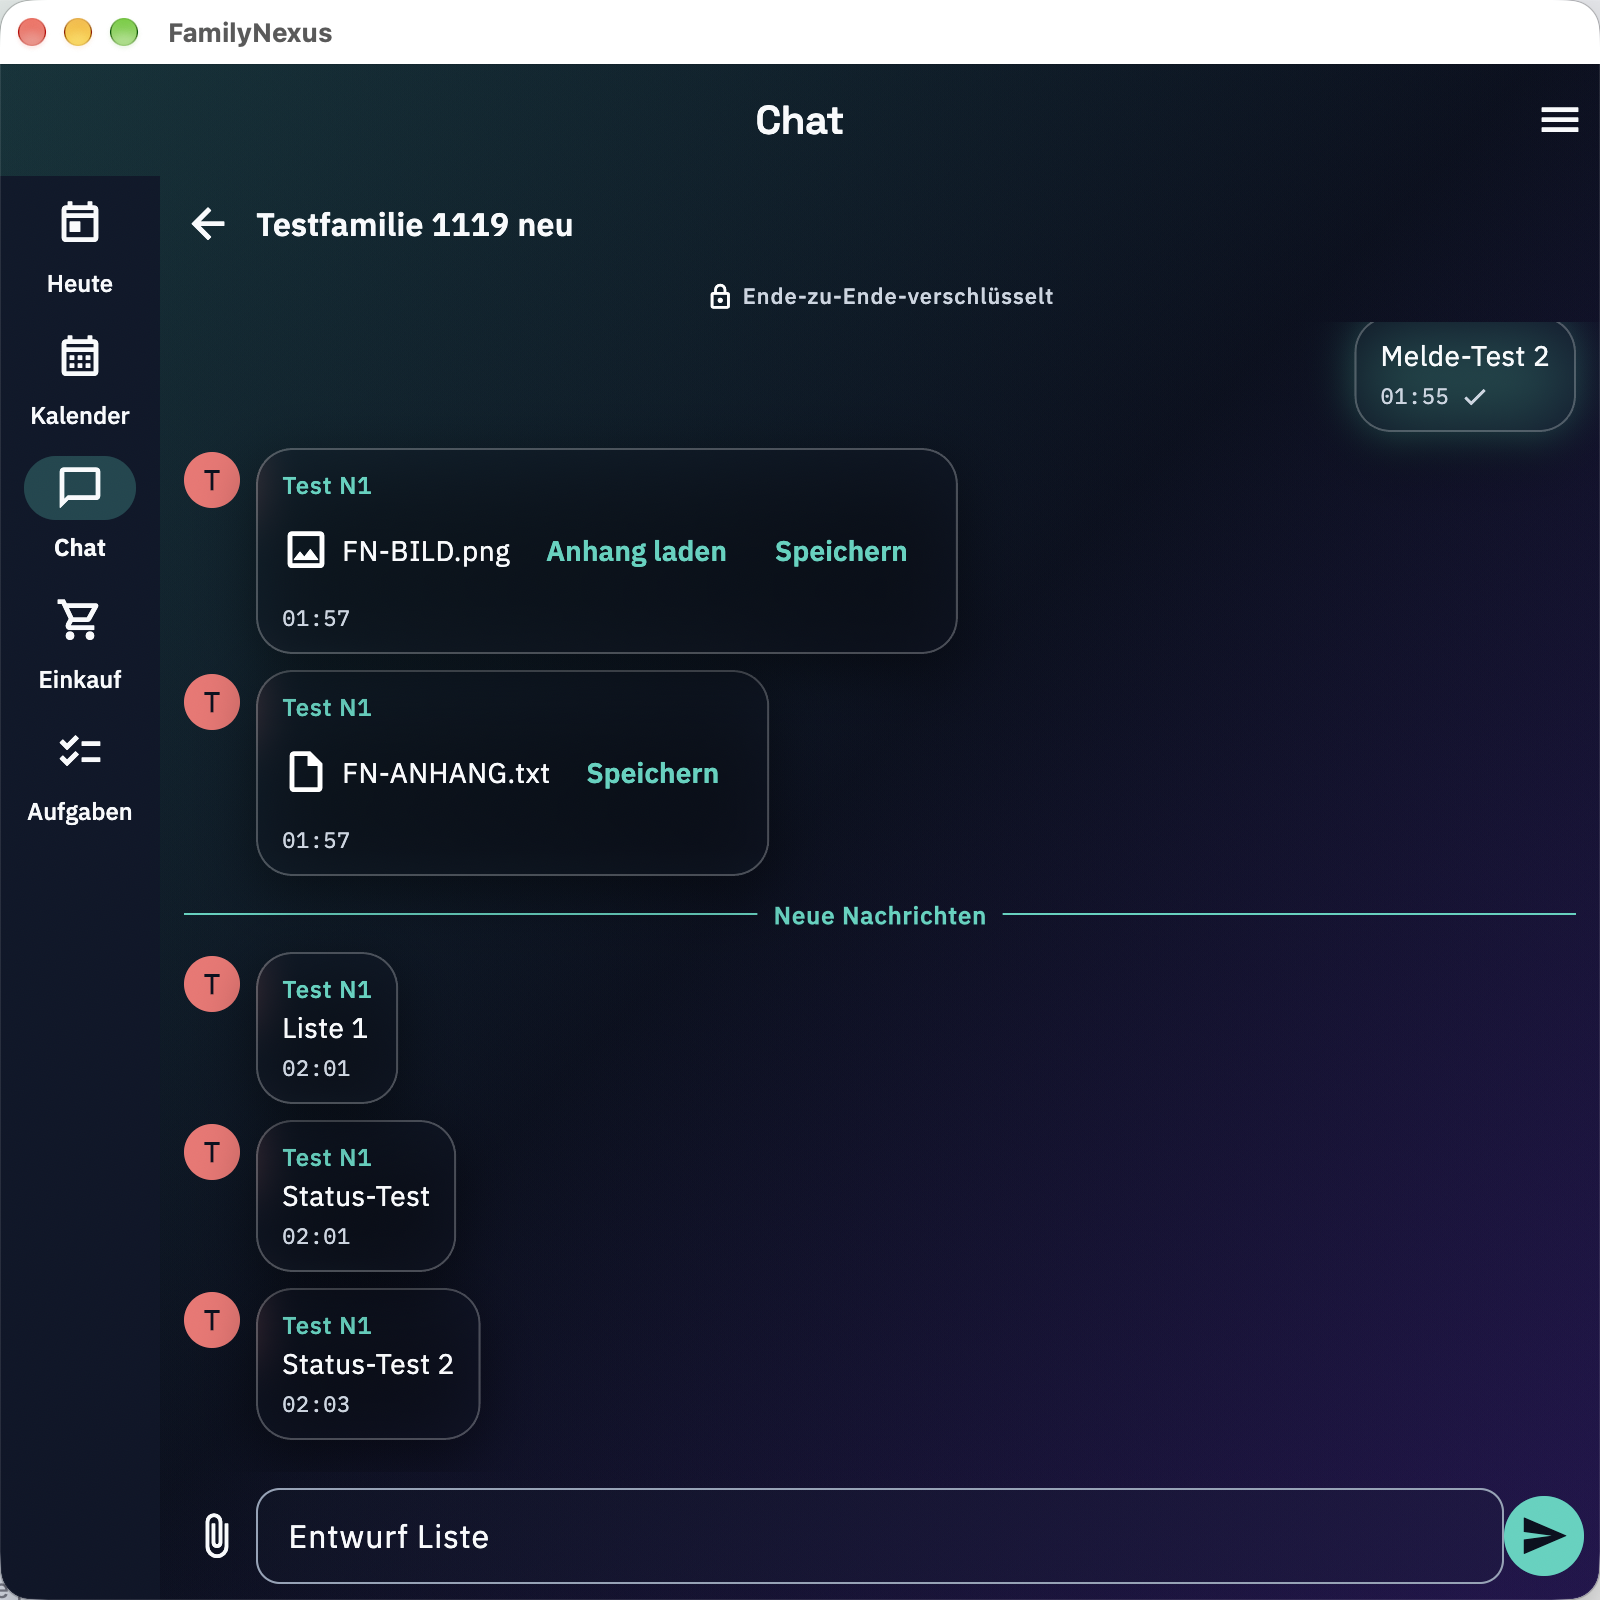 FamilyNexus
Chat
Heute
Kalender
Chat
Einkauf
Aufgaben
Testfamilie 1119 neu
Ende-zu-Ende-verschlüsselt
Melde-Test 2
01:55
T
Test N1
FN-BILD.png Anhang laden Speichern
01:57
T
Test N1
FN-ANHANG.txt Speichern
01:57
Neue Nachrichten
T
Test N1
Liste 1
02:01
T
Test N1
Status-Test
02:01
T
Test N1
Status-Test 2
02:03
Entwurf Liste